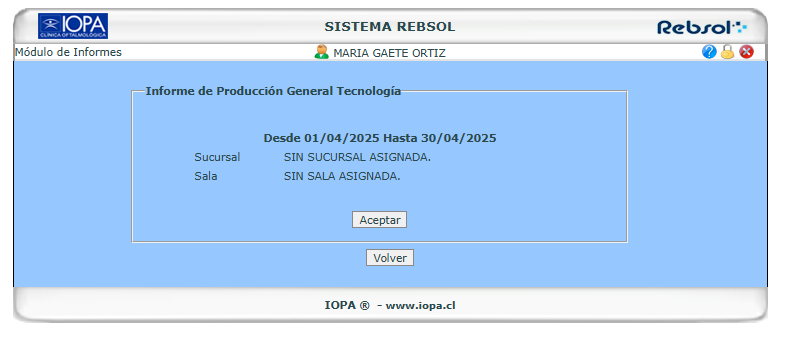 IOPA
CLÍNICA OFTALMOLÓGICA
SISTEMA REBSOL
Rebsol
Módulo de Informes
MARIA GAETE ORTIZ
?
Informe de Producción General Tecnología
Desde 01/04/2025 Hasta 30/04/2025
Sucursal SIN SUCURSAL ASIGNADA.
Sala SIN SALA ASIGNADA.
Aceptar
Volver
IOPA ® - www.iopa.cl